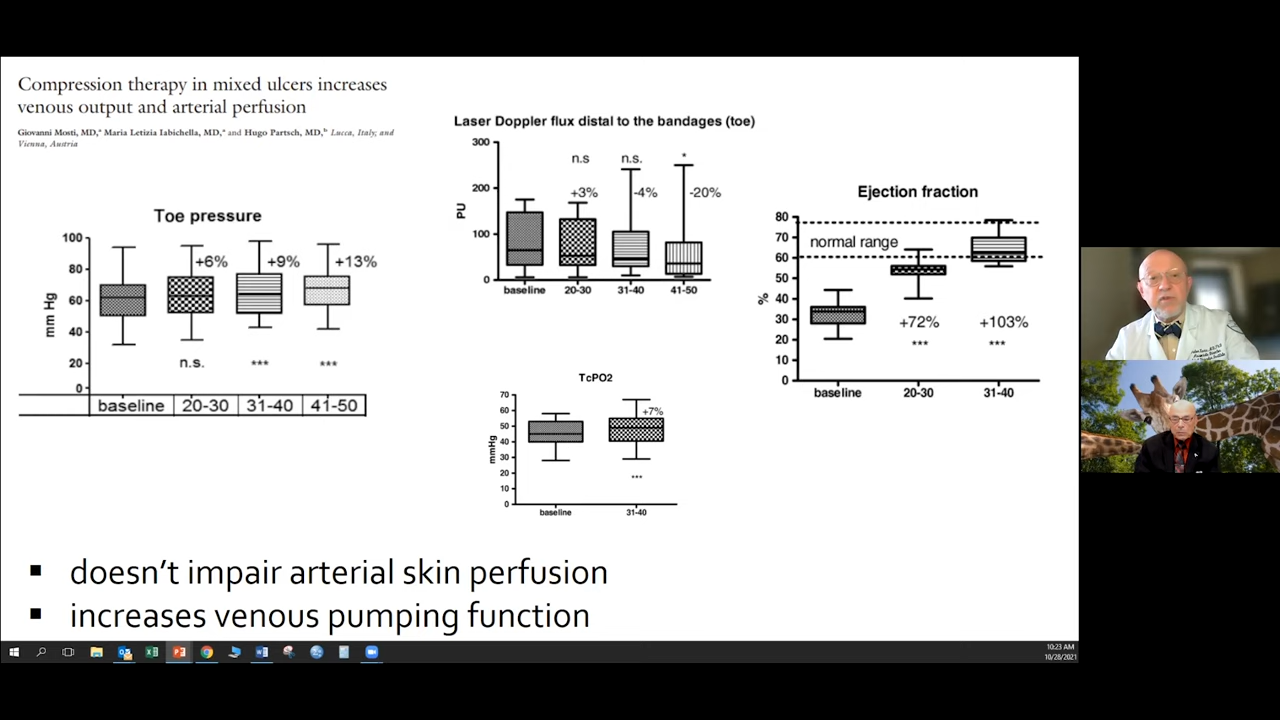 Compression therapy in mixed ulcers increases
venous output and arterial perfusion
Giovanni Mosti, MD,ᵃ Maria Letizia Iabichella, MD,ᵃ and Hugo Partsch, MD,ᵇ Lucca, Italy; and
Vienna, Austria
Toe pressure
mm Hg
100
80
60
40
20
0
+6%
+9%
+13%
n.s.
***
***
baseline
20-30
31-40
41-50
Laser Doppler flux distal to the bandages (toe)
PU
300
200
100
0
n.s
n.s.
*
+3%
-4%
-20%
baseline
20-30
31-40
41-50
TcPO2
mmHg
70
60
50
40
30
20
10
0
+7%
***
baseline
31-40
Ejection fraction
%
80
70
60
50
40
30
20
10
0
normal range
+72%
+103%
***
***
baseline
20-30
31-40
▪ doesn't impair arterial skin perfusion
▪ increases venous pumping function
10:23 AM
10/28/2021